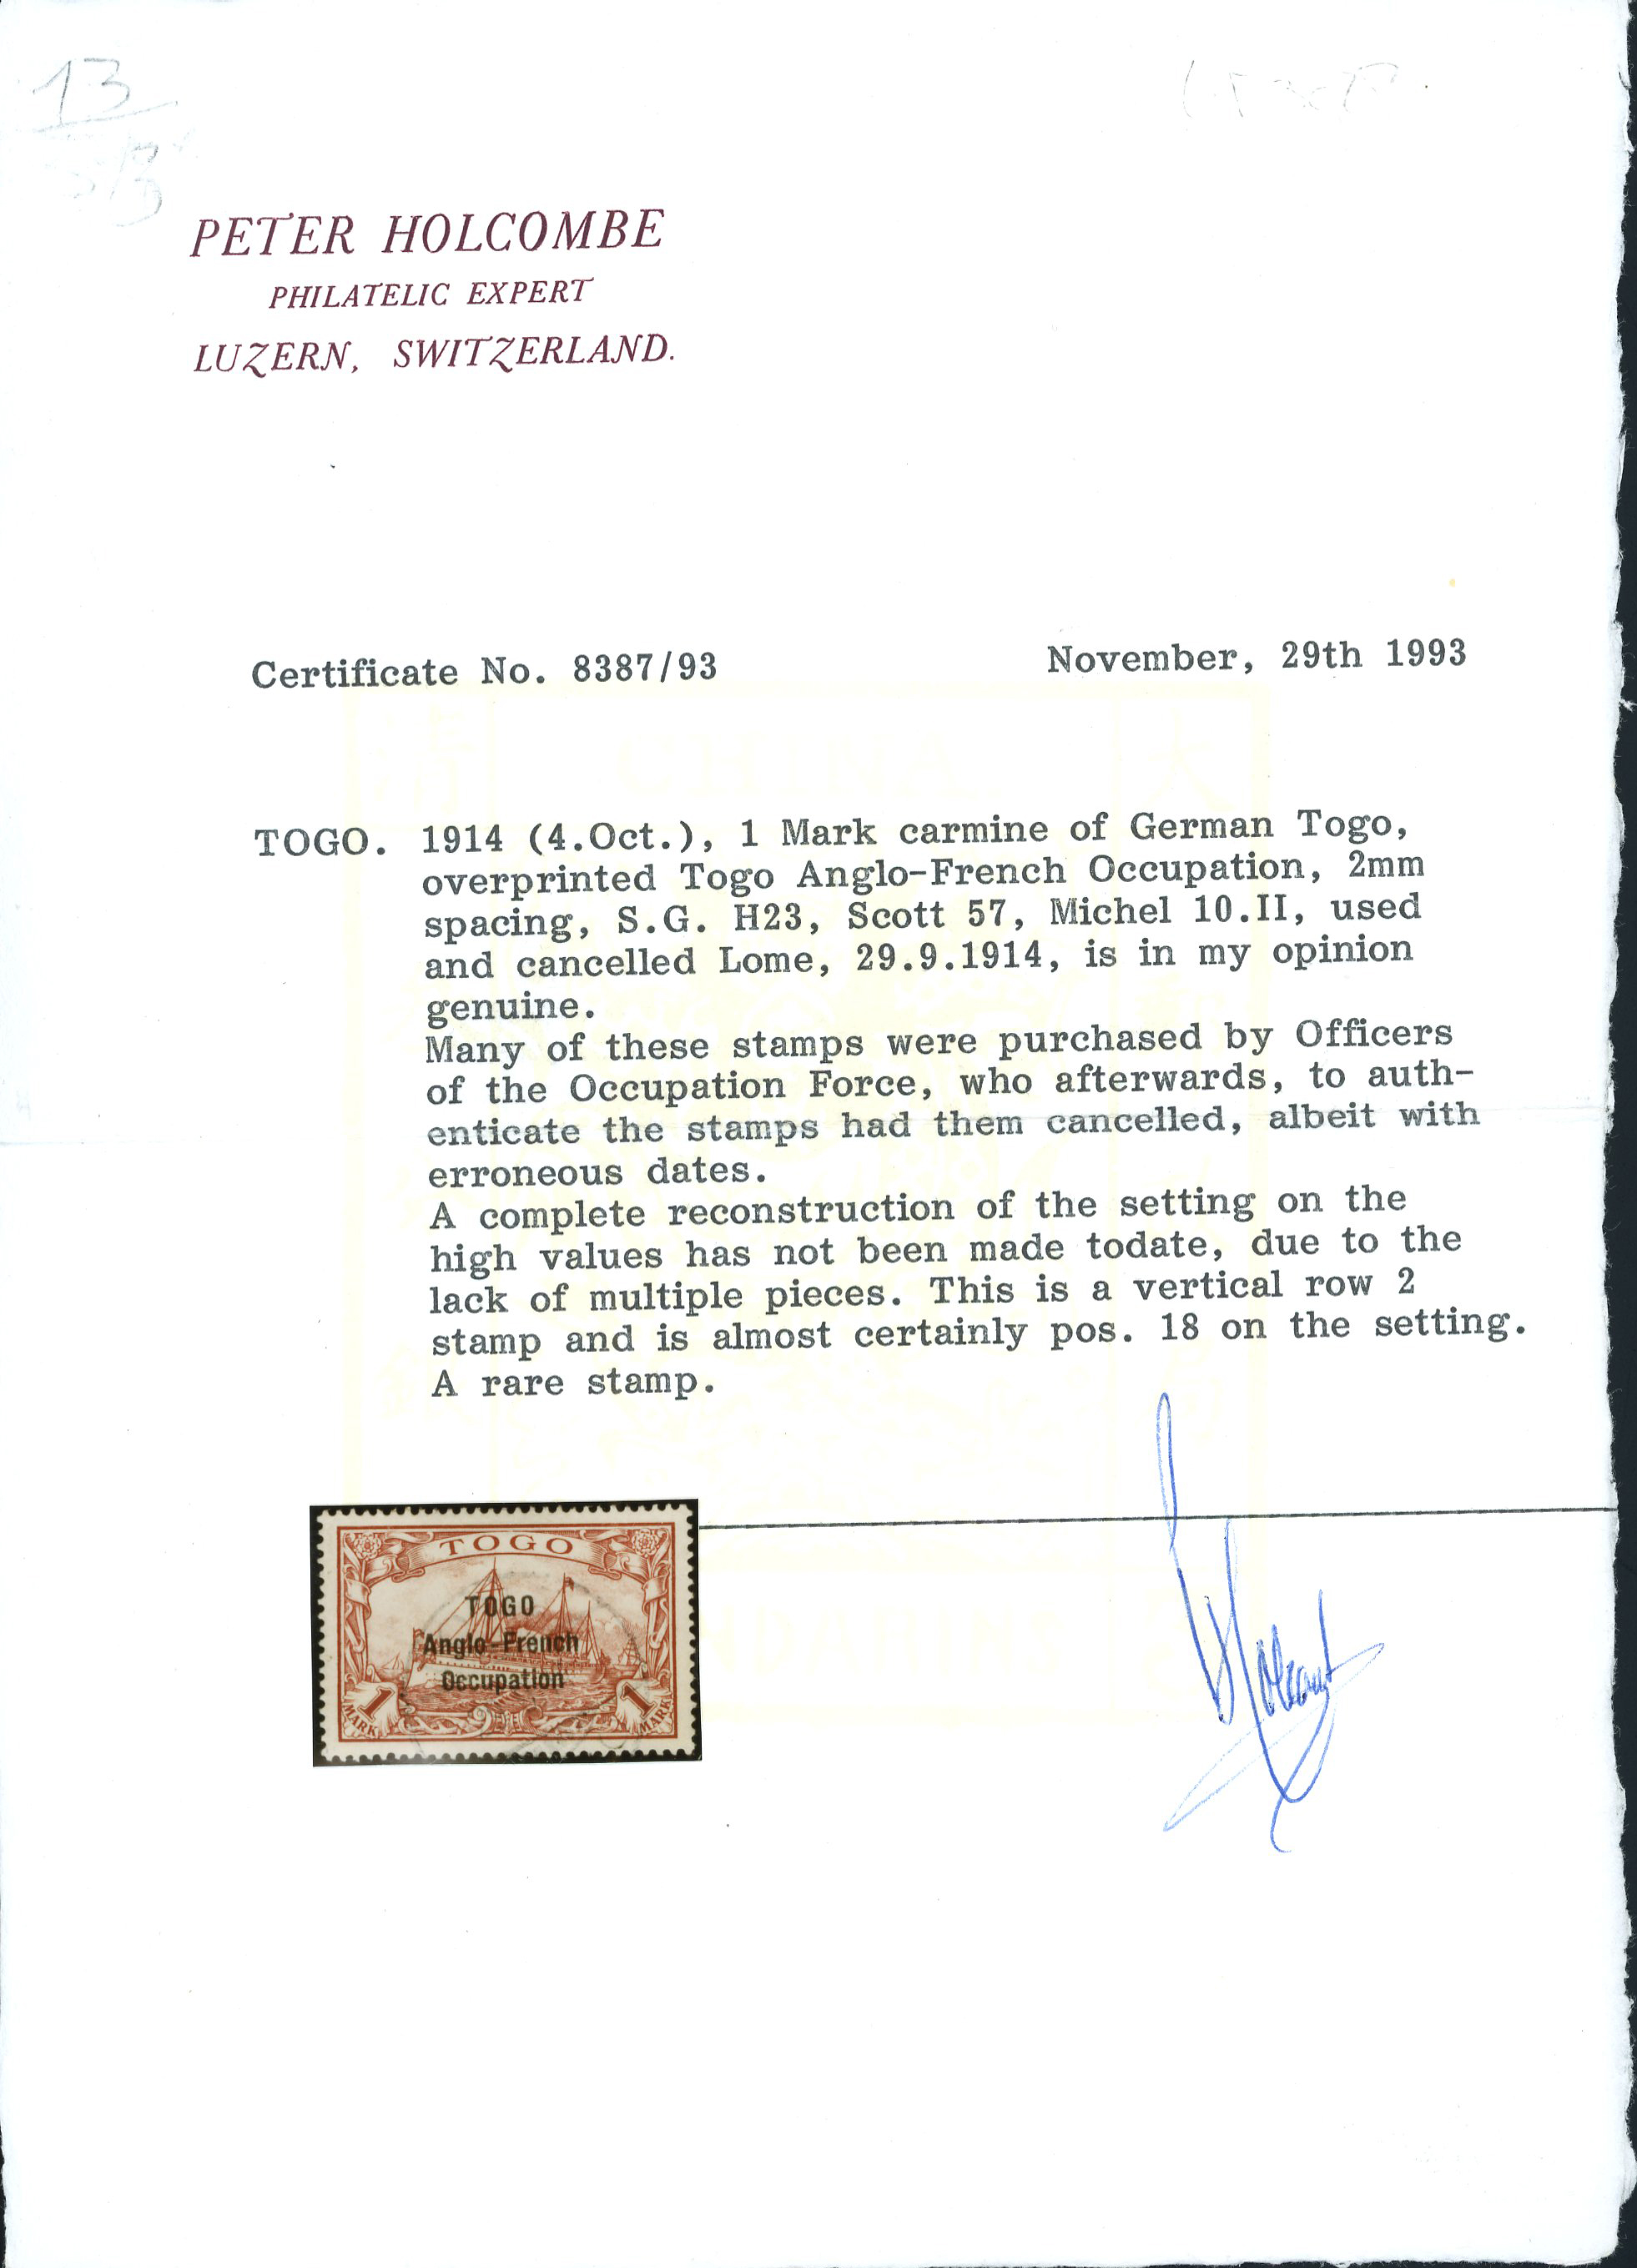 13
PETER HOLCOMBE
PHILATELIC EXPERT
LUZERN, SWITZERLAND.
Certificate No. 8387/93
November, 29th 1993
TOGO. 1914 (4.Oct.), 1 Mark carmine of German Togo,
overprinted Togo Anglo-French Occupation, 2mm
spacing, S.G. H23, Scott 57, Michel 10.II, used
and cancelled Lome, 29.9.1914, is in my opinion
genuine.
Many of these stamps were purchased by Officers
of the Occupation Force, who afterwards, to auth-
enticate the stamps had them cancelled, albeit with
erroneous dates.
A complete reconstruction of the setting on the
high values has not been made todate, due to the
lack of multiple pieces. This is a vertical row 2
stamp and is almost certainly pos. 18 on the setting.
A rare stamp.
CHINA
TOGO
TOGO
Anglo-French
Occupation
1 MARK
1 MARK